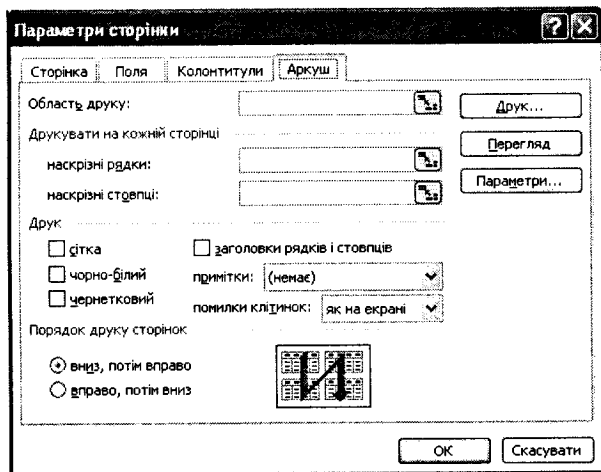 Параметри сторінки
Сторінка Поля Колонтитули Аркуш
Область друку: Друк...
Друкувати на кожній сторінці Перегляд
наскрізні рядки:
наскрізні стовпці: Параметри...
Друк
сітка заголовки рядків і стовпців
чорно-білий примітки: (немає)
чернетковий помилки клітинок: як на екрані
Порядок друку сторінок
вниз, потім вправо
вправо, потім вниз
ОК Скасувати